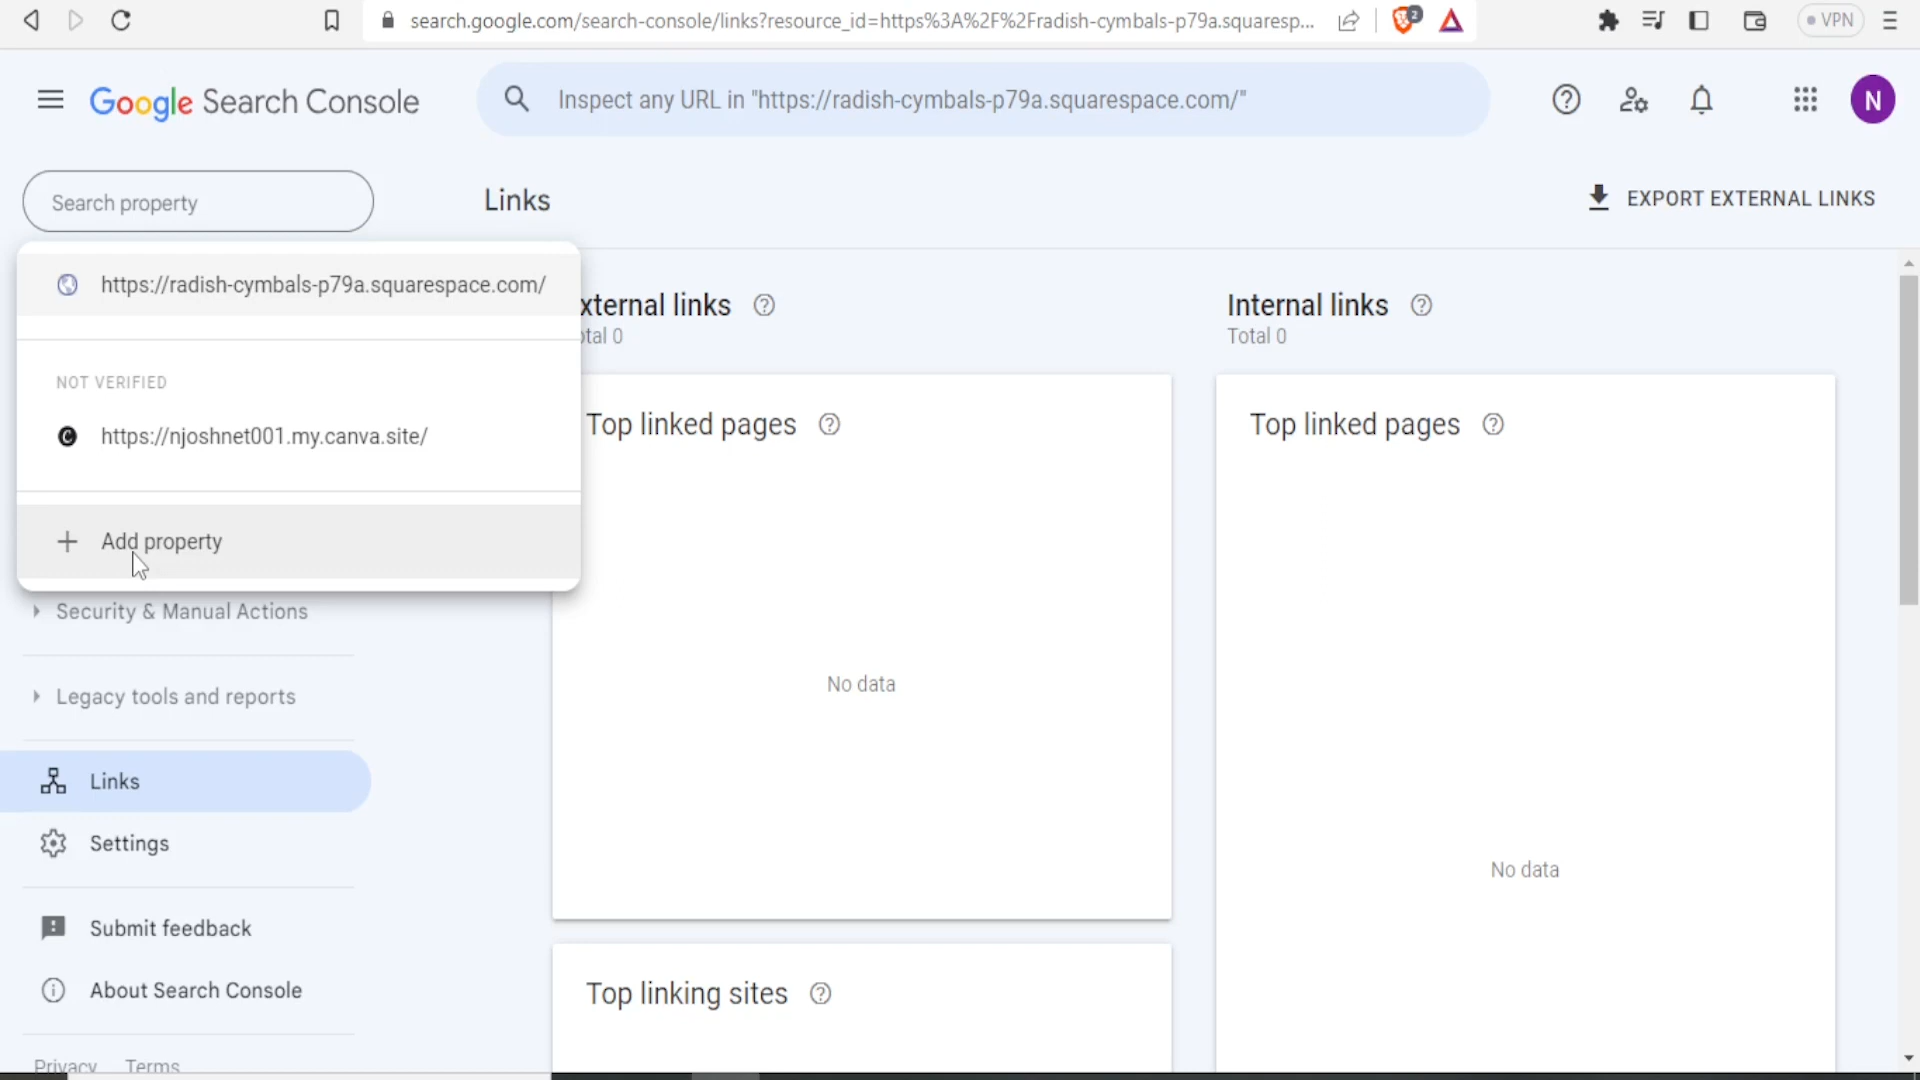 search.google.com/search-console/links?resource_id=https%3A%2F%2Fradish-cymbals-p79a.squaresp...
2
VPN
Google Search Console
Inspect any URL in "https://radish-cymbals-p79a.squarespace.com/"
N
Search property
Links
EXPORT EXTERNAL LINKS
https://radish-cymbals-p79a.squarespace.com/
xternal links
Total 0
Internal links
Total 0
NOT VERIFIED
https://njoshnet001.my.canva.site/
Top linked pages
Top linked pages
Add property
Security & Manual Actions
No data
Legacy tools and reports
Links
Settings
No data
Submit feedback
Top linking sites
About Search Console
Privacy Terms